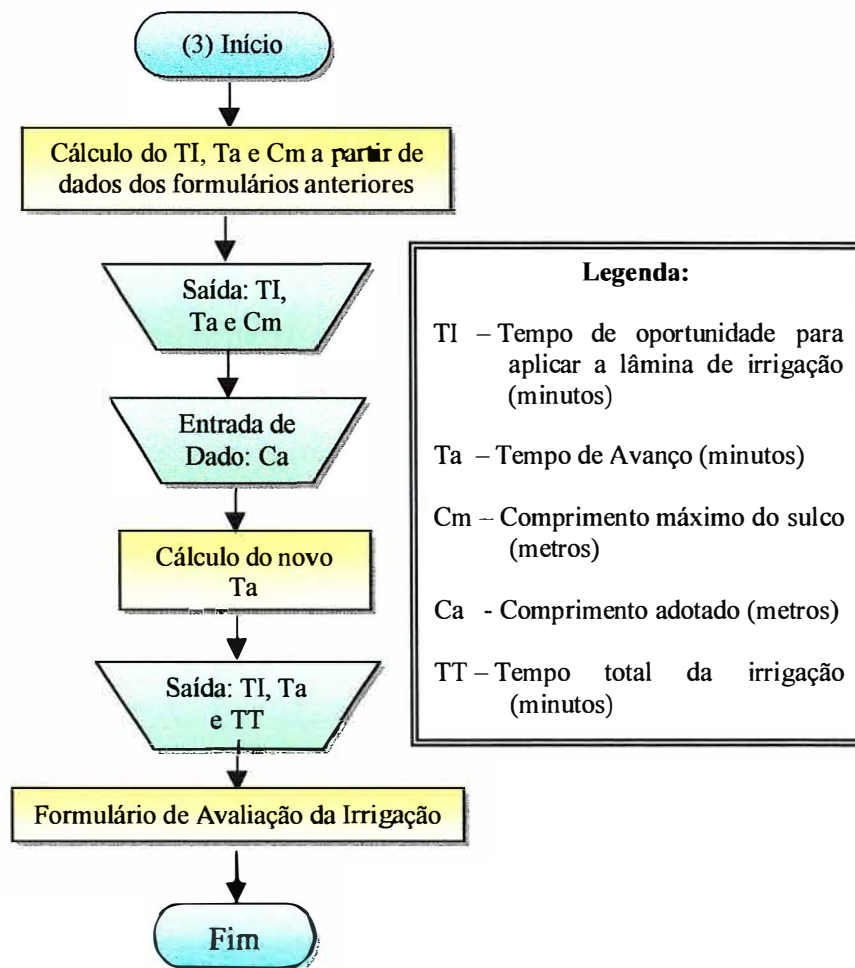 (3) Início
Cálculo do TI, Ta e Cm a partir de
dados dos formulários anteriores
Saída: TI,
Ta e Cm
Entrada de
Dado: Ca
Cálculo do novo
Ta
Saída: TI, Ta
e TT
Formulário de Avaliação da Irrigação
Fim
Legenda:
TI – Tempo de oportunidade para
aplicar a lâmina de irrigação
(minutos)
Ta – Tempo de Avanço (minutos)
Cm – Comprimento máximo do sulco
(metros)
Ca - Comprimento adotado (metros)
TT – Tempo total da irrigação
(minutos)